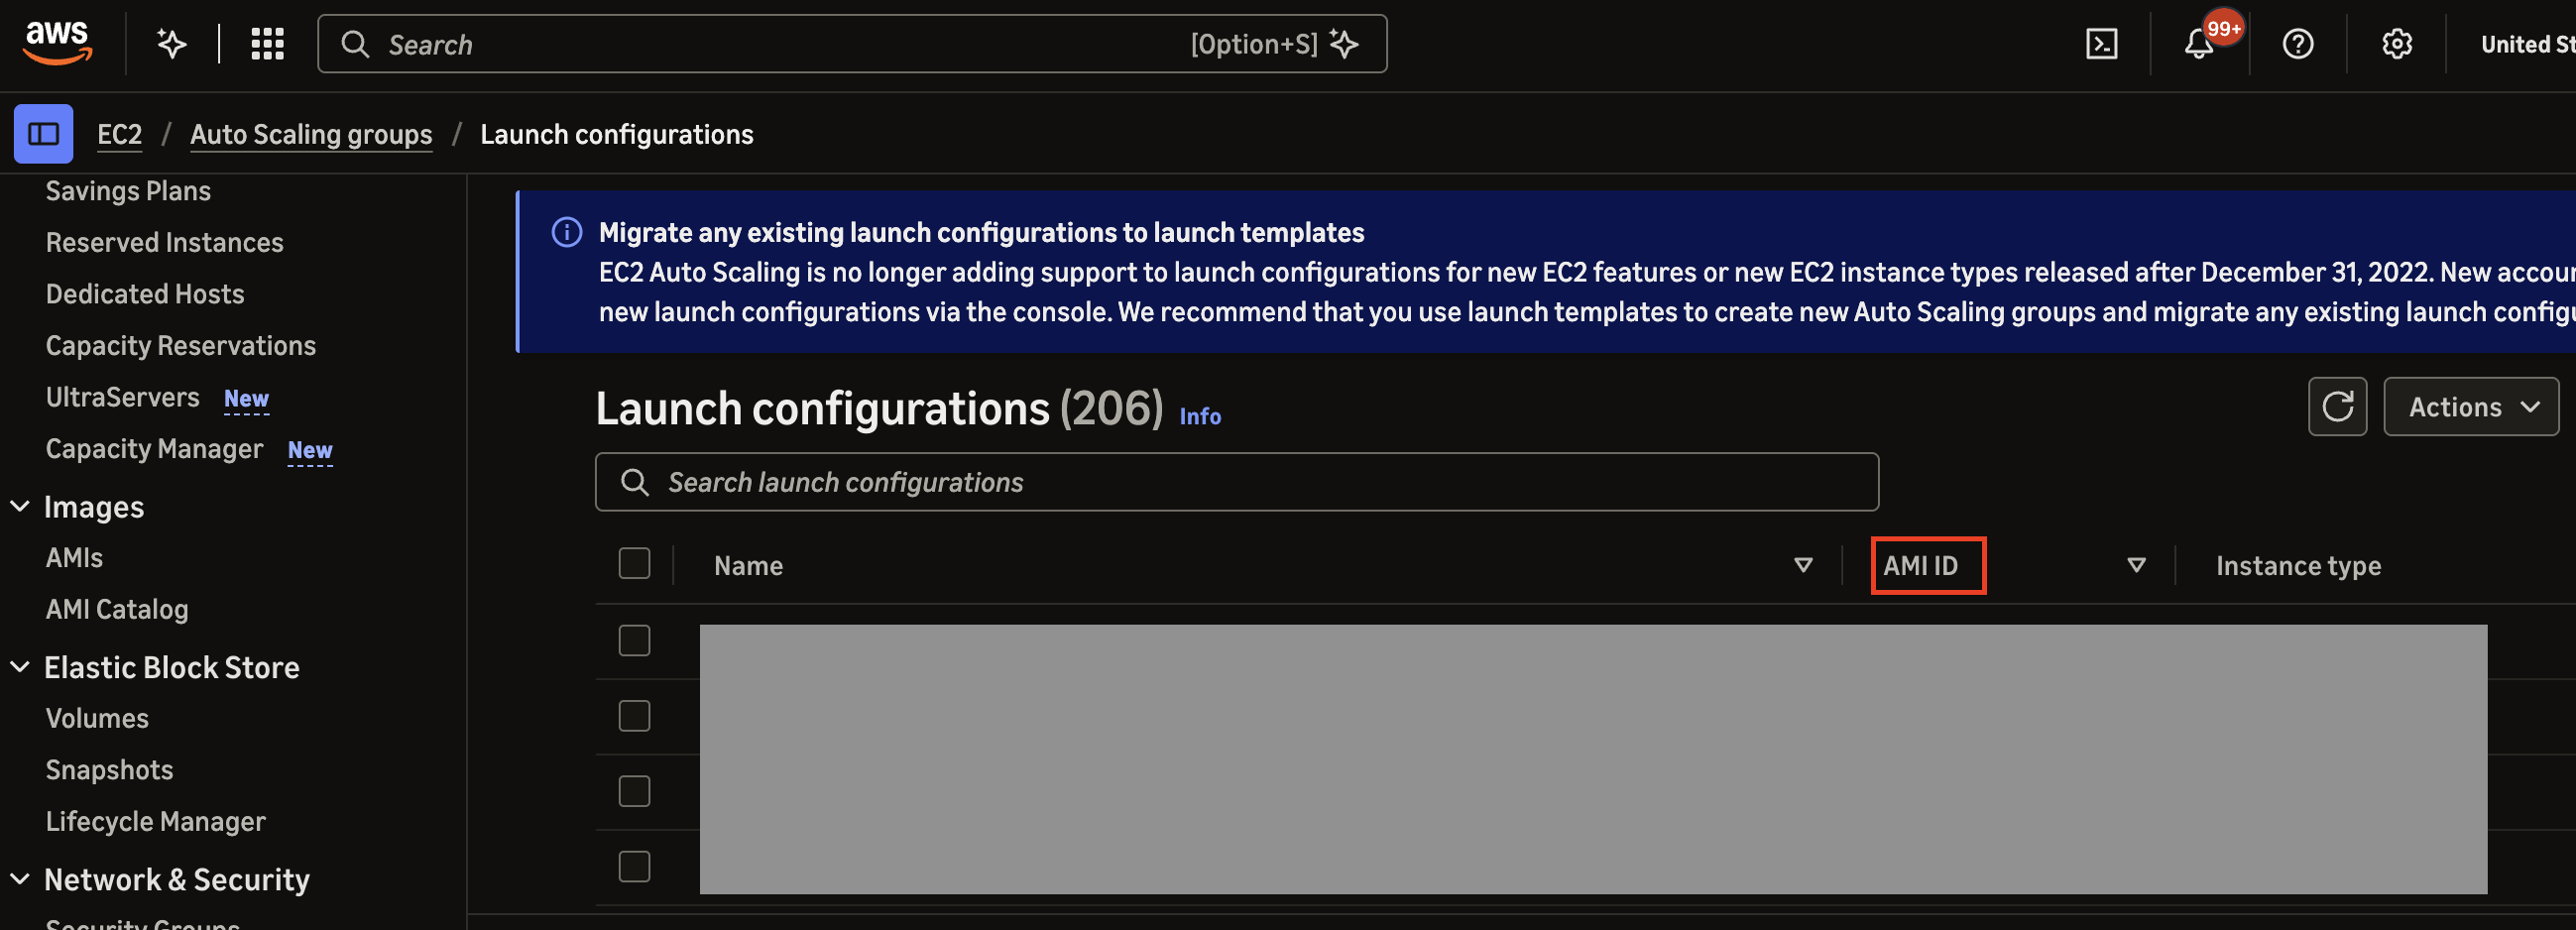 aws
Search [Option+S]
99+
United St
EC2 / Auto Scaling groups / Launch configurations
Savings Plans
Reserved Instances
Dedicated Hosts
Capacity Reservations
UltraServers New
Capacity Manager New
Images
AMIs
AMI Catalog
Elastic Block Store
Volumes
Snapshots
Lifecycle Manager
Network & Security
Security Groups
Migrate any existing launch configurations to launch templates
EC2 Auto Scaling is no longer adding support to launch configurations for new EC2 features or new EC2 instance types released after December 31, 2022. New accoun
new launch configurations via the console. We recommend that you use launch templates to create new Auto Scaling groups and migrate any existing launch configu
Launch configurations (206) Info
Actions
Search launch configurations
Name AMI ID Instance type